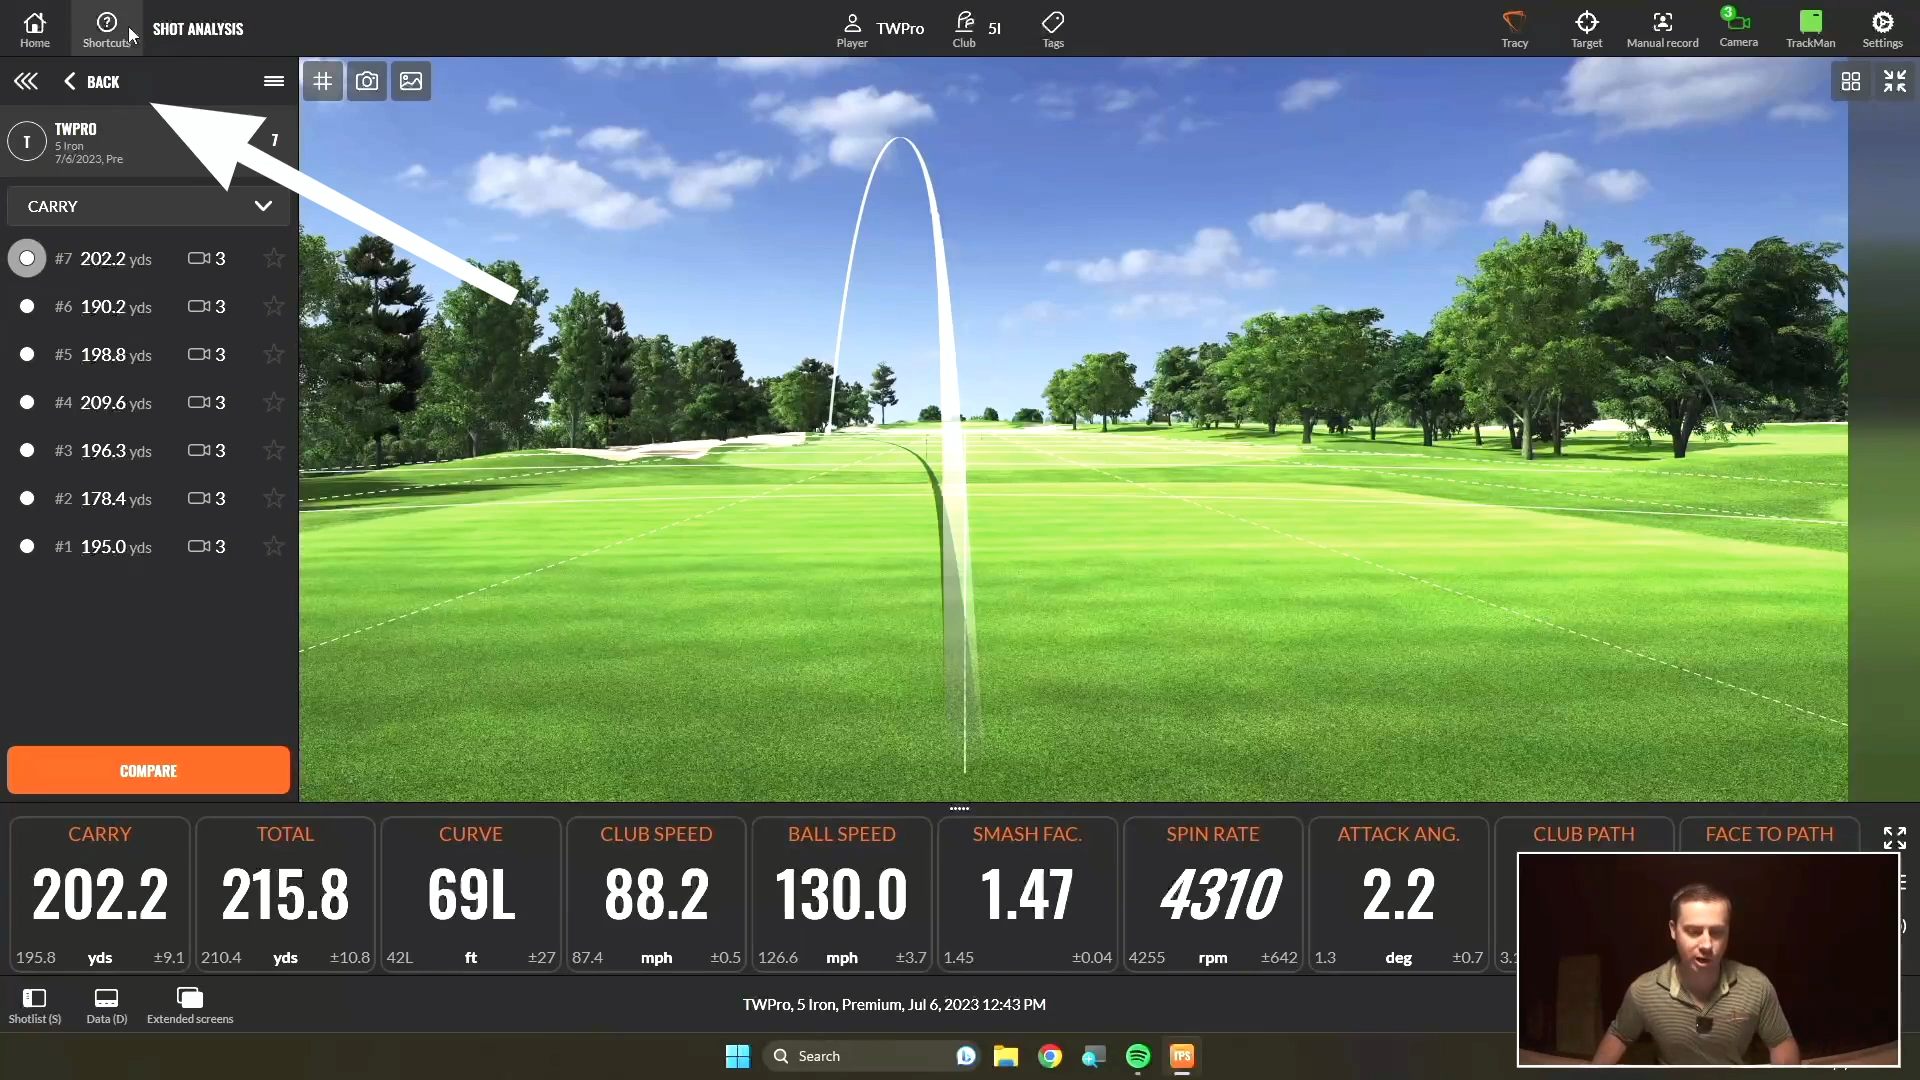 Home
Shortcuts
SHOT ANALYSIS
Player
TWPro
Club
5I
Tags
Tracy
Target
Manual record
3
Camera
TrackMan
Settings
BACK
T
TWPRO
5 Iron
7/6/2023, Pre
7
CARRY
#7 202.2 yds 3
#6 190.2 yds 3
#5 198.8 yds 3
#4 209.6 yds 3
#3 196.3 yds 3
#2 178.4 yds 3
#1 195.0 yds 3
COMPARE
CARRY
202.2
195.8 yds ±9.1
TOTAL
215.8
210.4 yds ±10.8
CURVE
69L
42L ft ±27
CLUB SPEED
88.2
87.4 mph ±0.5
BALL SPEED
130.0
126.6 mph ±3.7
SMASH FAC.
1.47
1.45 ±0.04
SPIN RATE
4310
4255 rpm ±642
ATTACK ANG.
2.2
1.3 deg ±0.7
CLUB PATH
FACE TO PATH
Shotlist (S)
Data (D)
Extended screens
TWPro, 5 Iron, Premium, Jul 6, 2023 12:43 PM
Search
TPS